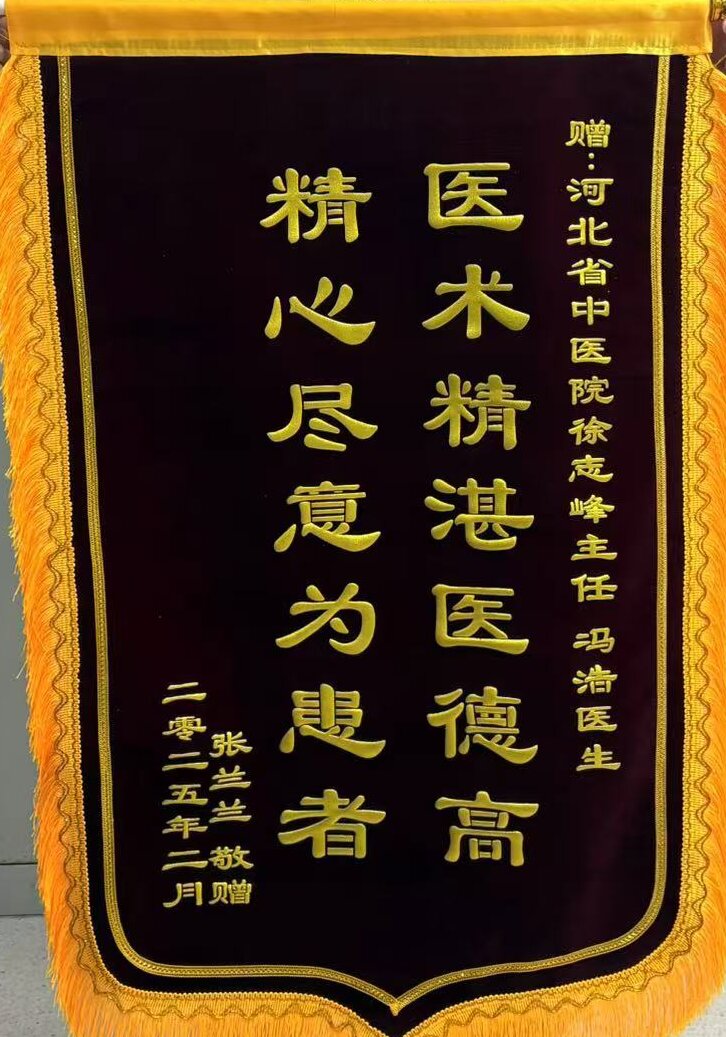 赠：河北省中医院徐志峰主任 冯浩医生
医术精湛医德高
精心尽意为患者
张兰兰 敬赠
二零二五年二月